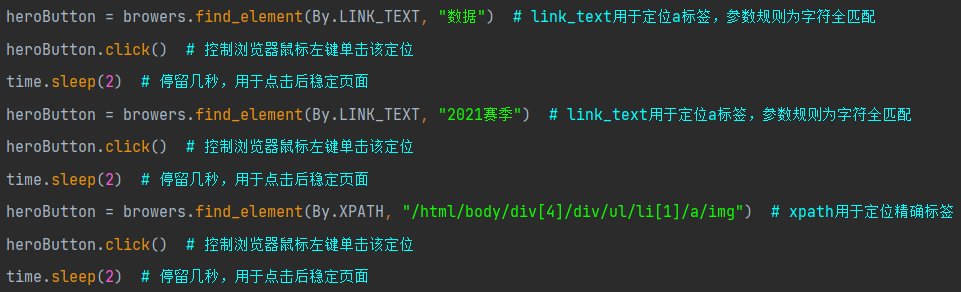 heroButton = browers.find_element(By.LINK_TEXT, "数据")  # link_text用于定位a标签，参数规则为字符全匹配
heroButton.click()  # 控制浏览器鼠标左键单击该定位
time.sleep(2)  # 停留几秒，用于点击后稳定页面
heroButton = browers.find_element(By.LINK_TEXT, "2021赛季")  # link_text用于定位a标签，参数规则为字符全匹配
heroButton.click()  # 控制浏览器鼠标左键单击该定位
time.sleep(2)  # 停留几秒，用于点击后稳定页面
heroButton = browers.find_element(By.XPATH, "/html/body/div[4]/div/ul/li[1]/a/img")  # xpath用于定位精确标签
heroButton.click()  # 控制浏览器鼠标左键单击该定位
time.sleep(2)  # 停留几秒，用于点击后稳定页面